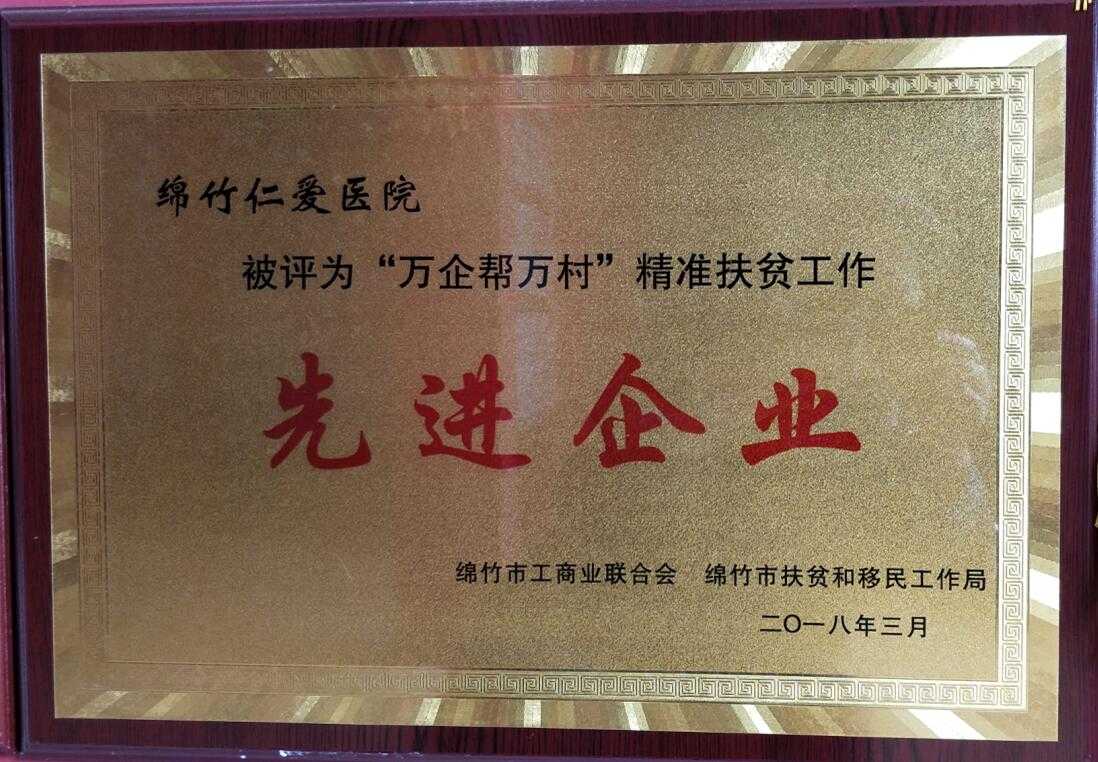 绵竹仁爱医院
被评为“万企帮万村”精准扶贫工作
先进企业
绵竹市工商业联合会 绵竹市扶贫和移民工作局
二〇一八年三月